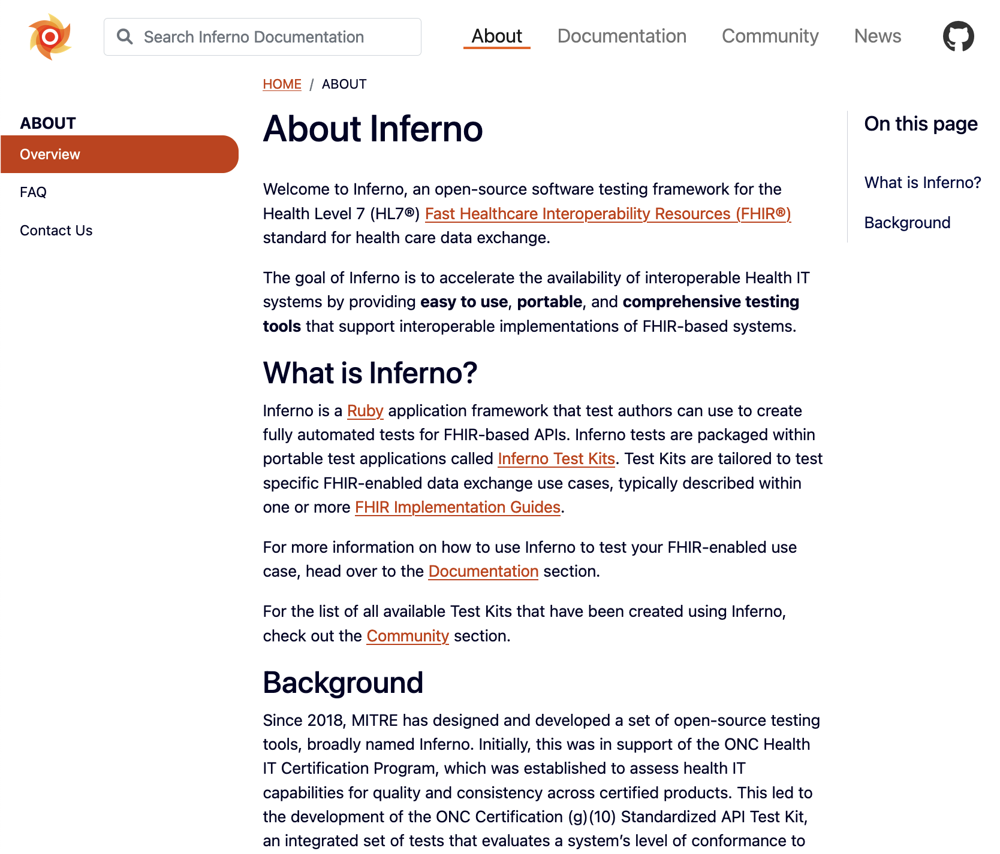 Search Inferno Documentation
About
Documentation
Community
News
HOME / ABOUT
ABOUT
Overview
FAQ
Contact Us
About Inferno
Welcome to Inferno, an open-source software testing framework for the
Health Level 7 (HL7®) Fast Healthcare Interoperability Resources (FHIR®)
standard for health care data exchange.
The goal of Inferno is to accelerate the availability of interoperable Health IT
systems by providing easy to use, portable, and comprehensive testing
tools that support interoperable implementations of FHIR-based systems.
What is Inferno?
Inferno is a Ruby application framework that test authors can use to create
fully automated tests for FHIR-based APIs. Inferno tests are packaged within
portable test applications called Inferno Test Kits. Test Kits are tailored to test
specific FHIR-enabled data exchange use cases, typically described within
one or more FHIR Implementation Guides.
For more information on how to use Inferno to test your FHIR-enabled use
case, head over to the Documentation section.
For the list of all available Test Kits that have been created using Inferno,
check out the Community section.
Background
Since 2018, MITRE has designed and developed a set of open-source testing
tools, broadly named Inferno. Initially, this was in support of the ONC Health
IT Certification Program, which was established to assess health IT
capabilities for quality and consistency across certified products. This led to
the development of the ONC Certification (g)(10) Standardized API Test Kit,
an integrated set of tests that evaluates a system’s level of conformance to
On this page
What is Inferno?
Background